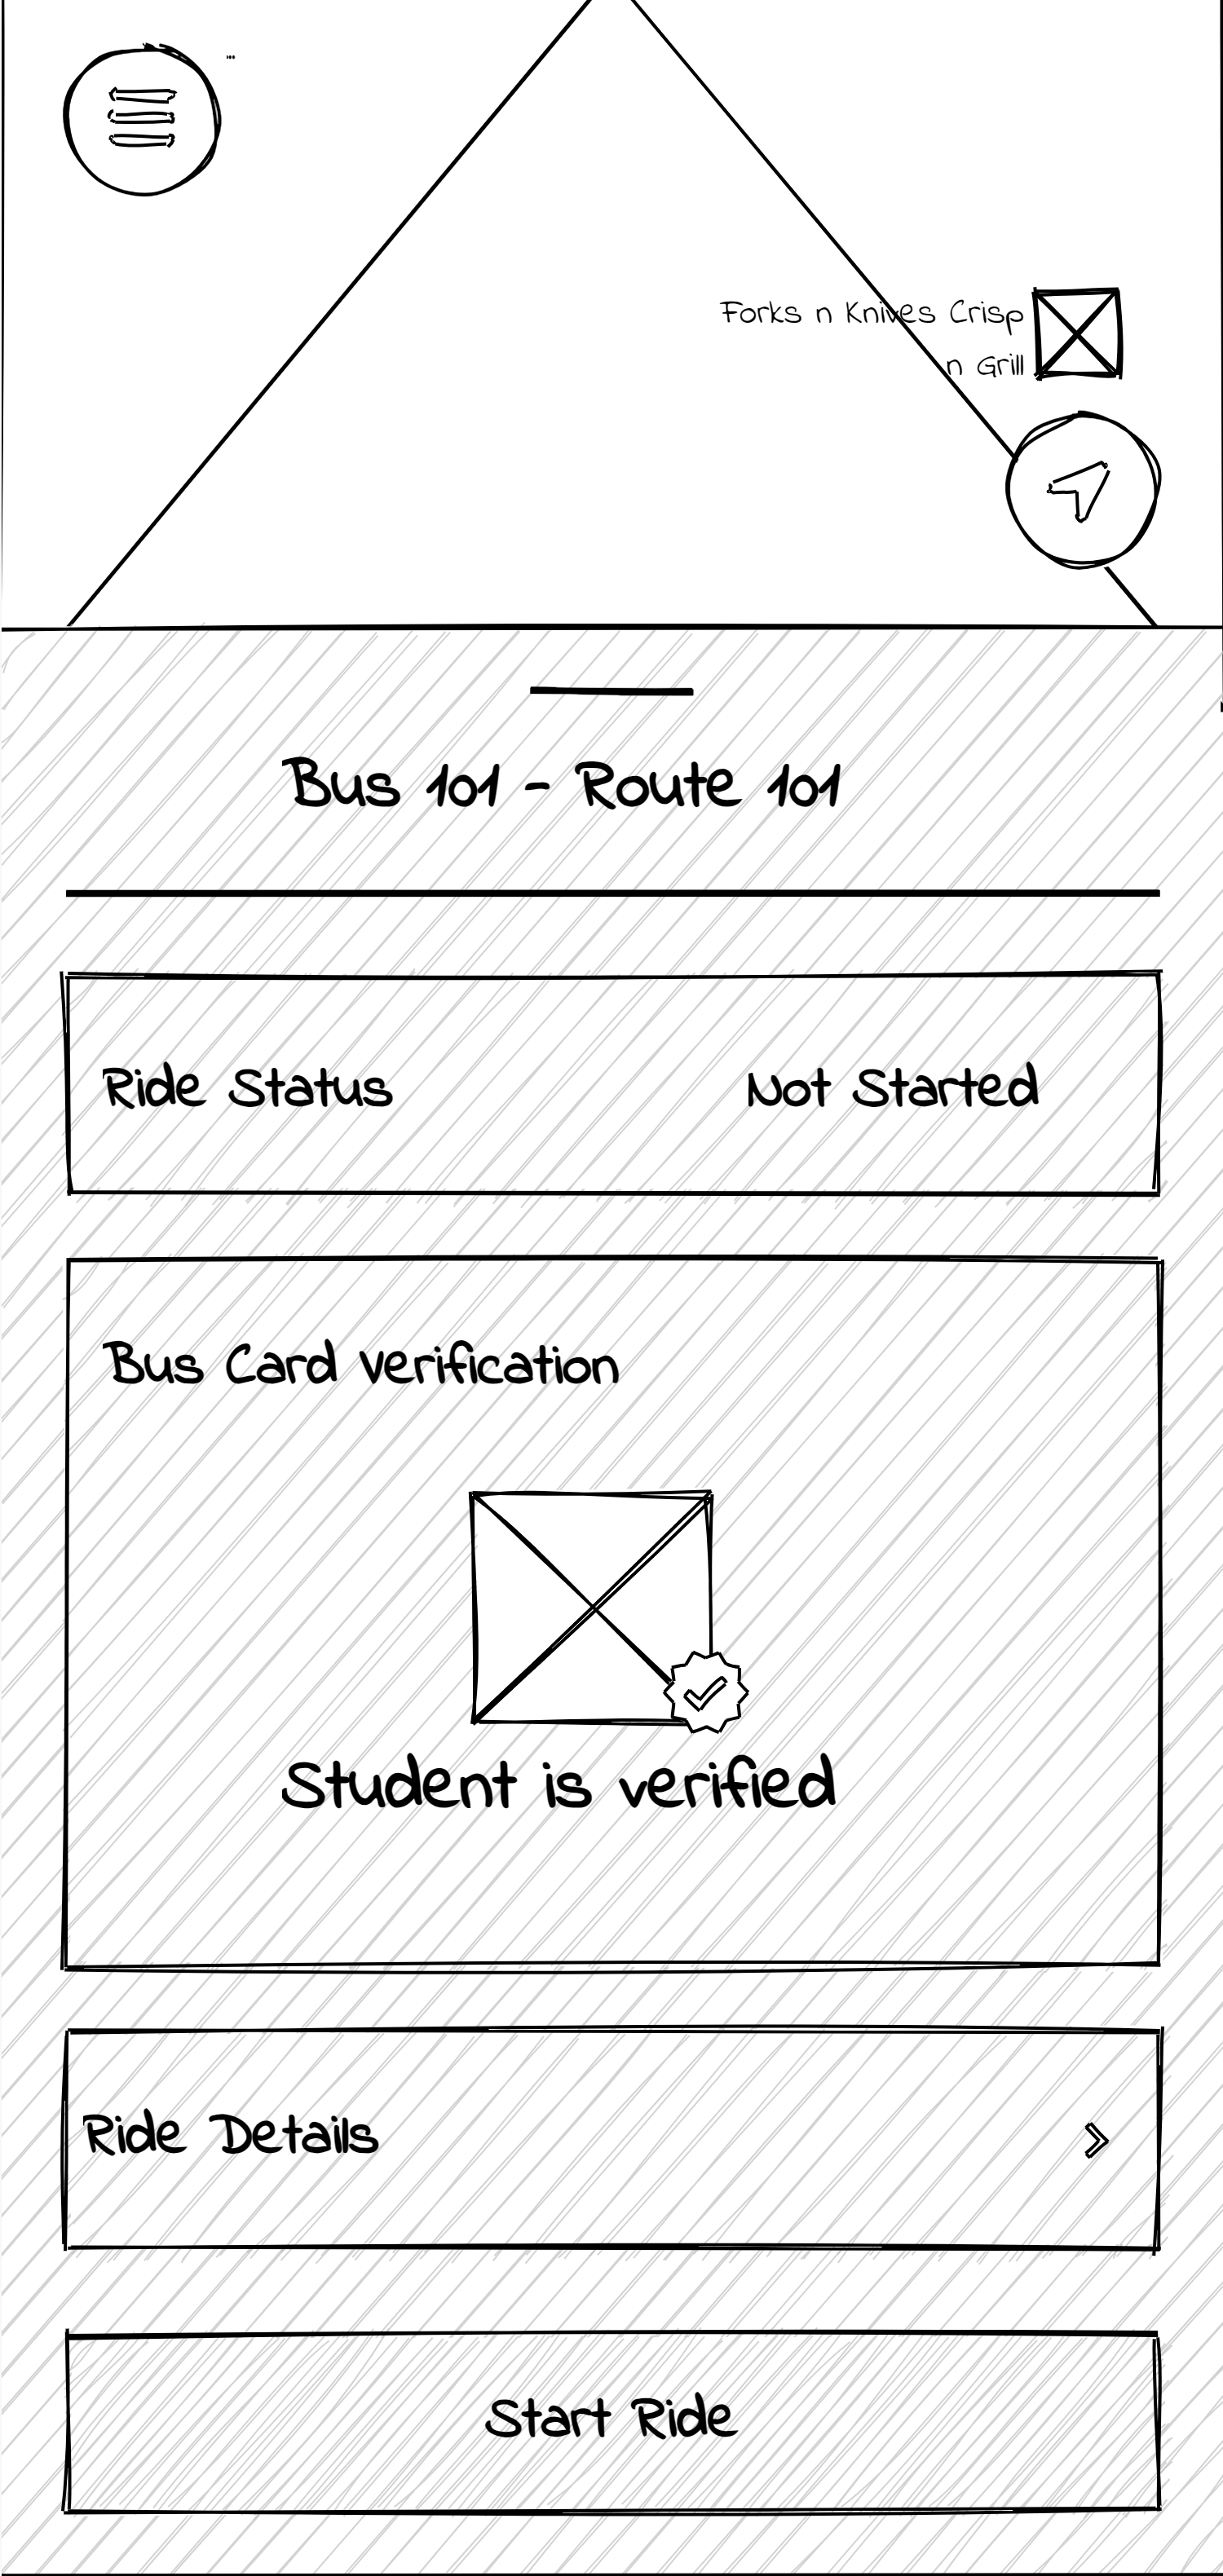 ...
Forks n Knives Crisp
n Grill
Bus 101 - Route 101
Ride Status
Not Started
Bus Card verification
Student is verified
Ride Details
Start Ride